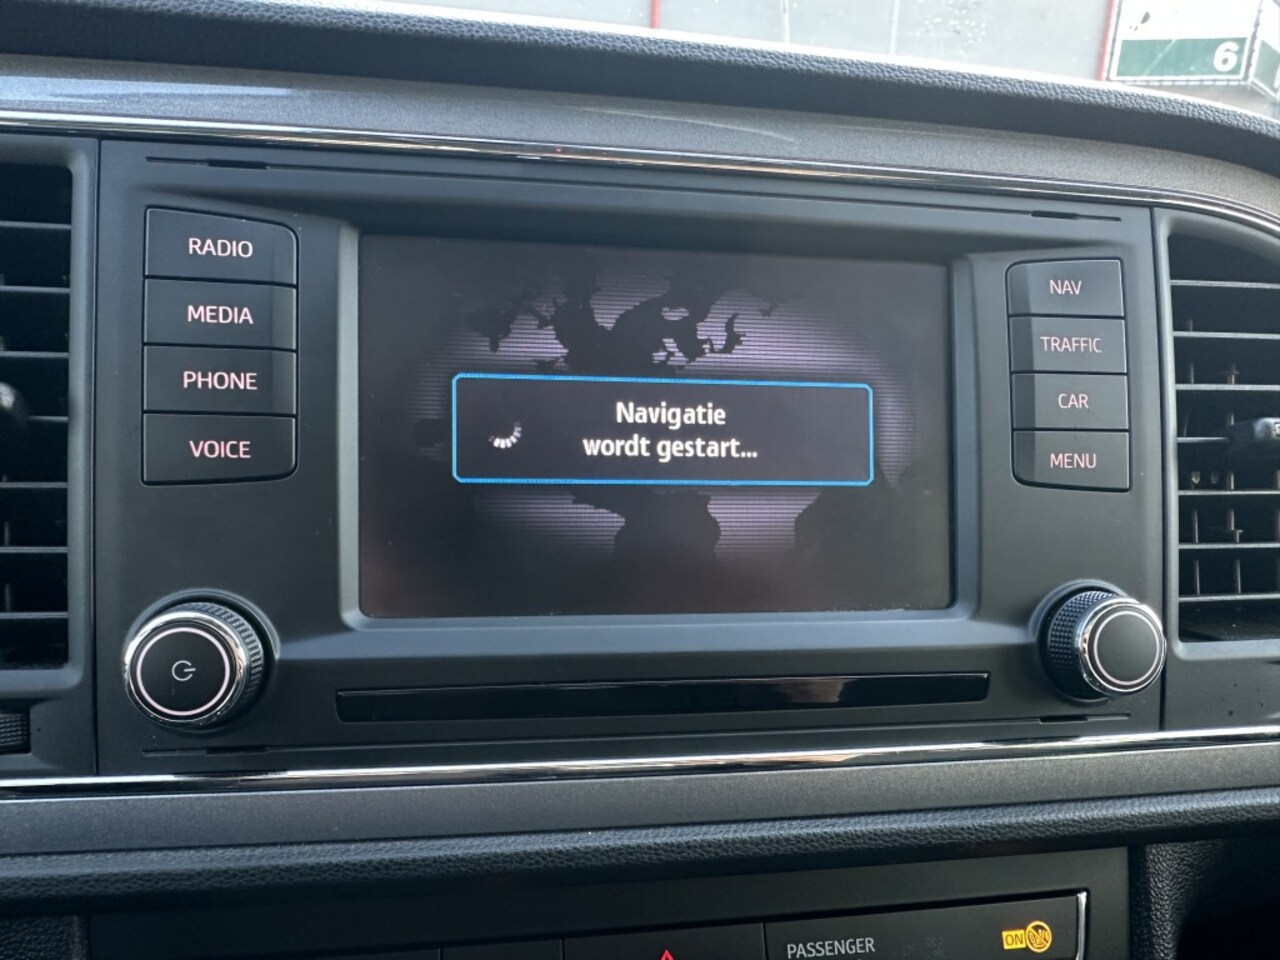 6
RADIO
MEDIA
PHONE
VOICE
Navigatie
wordt gestart...
NAV
TRAFFIC
CAR
MENU
PASSENGER
ON